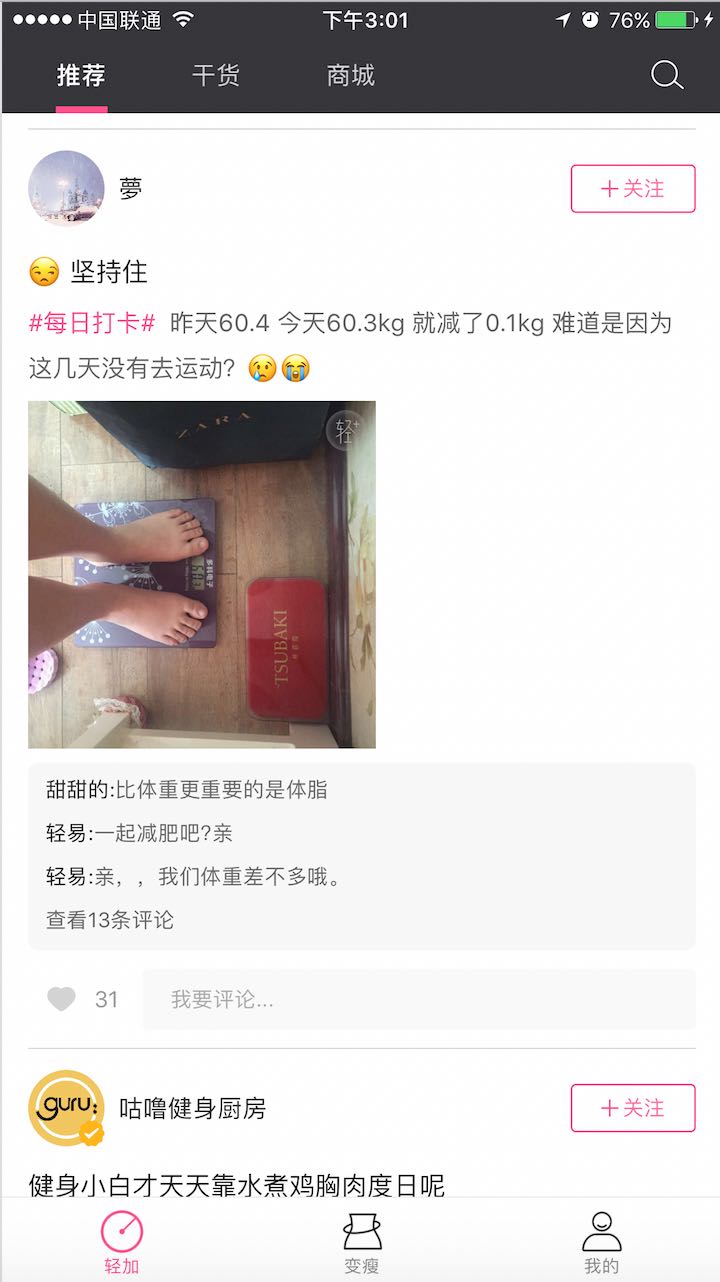 中国联通 下午3:01 76%
推荐 干货 商城
夢 +关注
坚持住
#每日打卡# 昨天60.4 今天60.3kg 就减了0.1kg 难道是因为
这几天没有去运动?
ZARA
轻+
TSUBAKI
甜甜的:比体重更重要的是体脂
轻易:一起减肥吧?亲
轻易:亲，，我们体重差不多哦。
查看13条评论
31 我要评论...
guru:
咕噜健身厨房 +关注
健身小白才天天靠水煮鸡胸肉度日呢
轻加 变瘦 我的